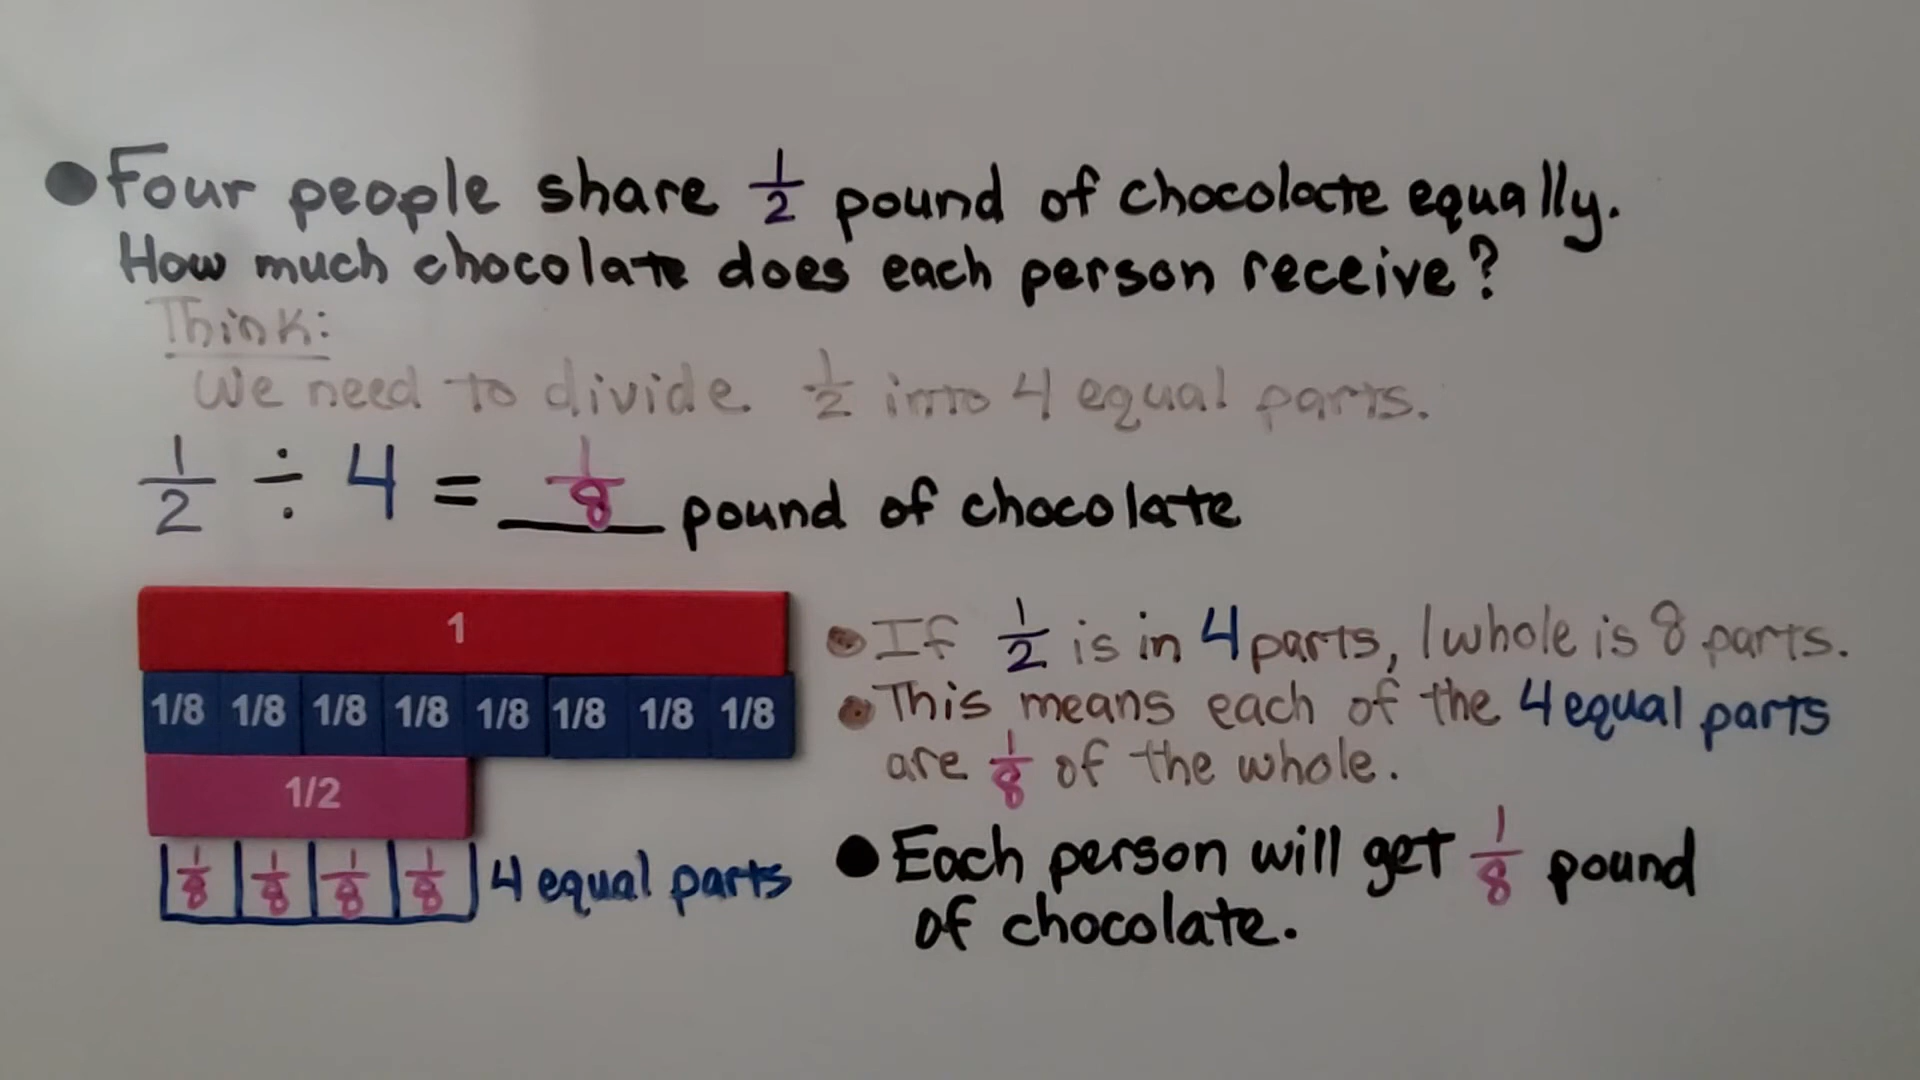 ● Four people share 1/2 pound of chocolate equally.
How much chocolate does each person receive?
Think:
We need to divide 1/2 into 4 equal parts.
1/2 ÷ 4 = 1/8 pound of chocolate
1
1/8 1/8 1/8 1/8 1/8 1/8 1/8 1/8
1/2
1/8 1/8 1/8 1/8 4 equal parts
● If 1/2 is in 4 parts, 1 whole is 8 parts.
● This means each of the 4 equal parts
are 1/8 of the whole.
● Each person will get 1/8 pound
of chocolate.